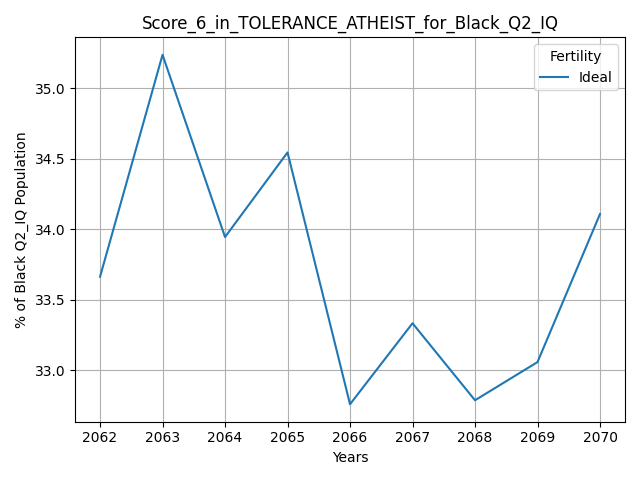 Score_6_in_TOLERANCE_ATHEIST_for_Black_Q2_IQ
Fertility
Ideal
% of Black Q2_IQ Population
35.0
34.5
34.0
33.5
33.0
2062 2063 2064 2065 2066 2067 2068 2069 2070
Years